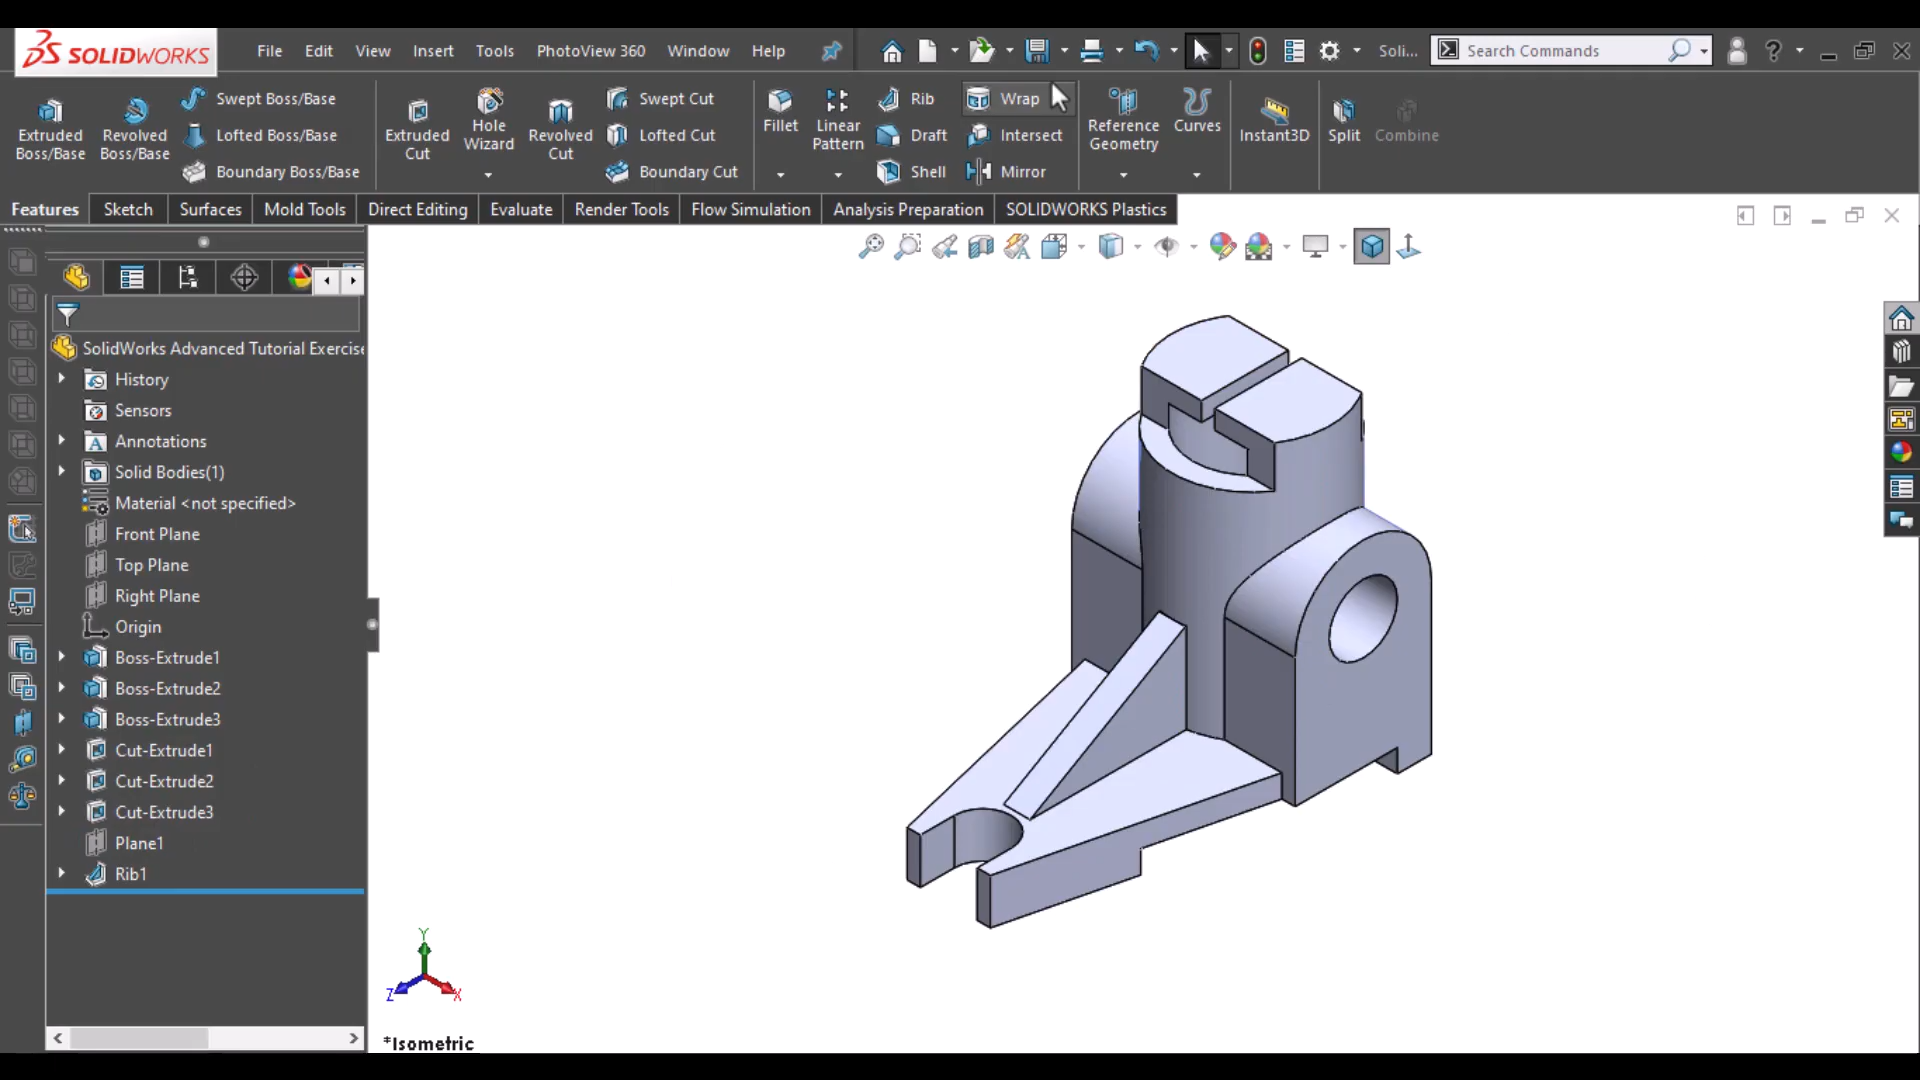 SOLIDWORKS File Edit View Insert Tools PhotoView 360 Window Help Soli... Search Commands
Extruded Boss/Base
Revolved Boss/Base
Swept Boss/Base
Lofted Boss/Base
Boundary Boss/Base
Extruded Cut
Hole Wizard
Revolved Cut
Swept Cut
Lofted Cut
Boundary Cut
Fillet
Linear Pattern
Rib
Draft
Shell
Wrap
Intersect
Mirror
Reference Geometry
Curves
Instant3D
Split
Combine
Features Sketch Surfaces Mold Tools Direct Editing Evaluate Render Tools Flow Simulation Analysis Preparation SOLIDWORKS Plastics
SolidWorks Advanced Tutorial Exercise
History
Sensors
Annotations
Solid Bodies(1)
Material <not specified>
Front Plane
Top Plane
Right Plane
Origin
Boss-Extrude1
Boss-Extrude2
Boss-Extrude3
Cut-Extrude1
Cut-Extrude2
Cut-Extrude3
Plane1
Rib1
Y
Z X
*Isometric